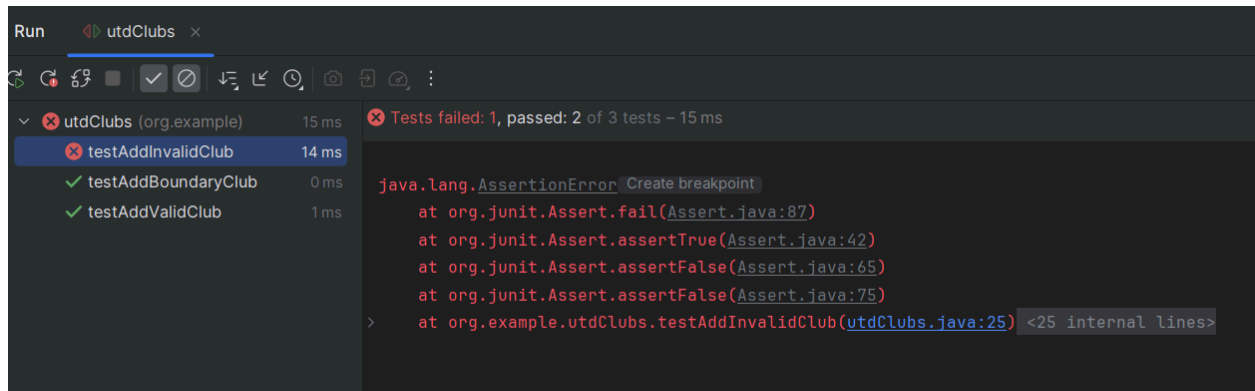 Run utdClubs ×
utdClubs (org.example) 15 ms
testAddInvalidClub 14 ms
testAddBoundaryClub 0 ms
testAddValidClub 1 ms
Tests failed: 1, passed: 2 of 3 tests – 15 ms
java.lang.AssertionError Create breakpoint
at org.junit.Assert.fail(Assert.java:87)
at org.junit.Assert.assertTrue(Assert.java:42)
at org.junit.Assert.assertFalse(Assert.java:65)
at org.junit.Assert.assertFalse(Assert.java:75)
> at org.example.utdClubs.testAddInvalidClub(utdClubs.java:25) <25 internal lines>